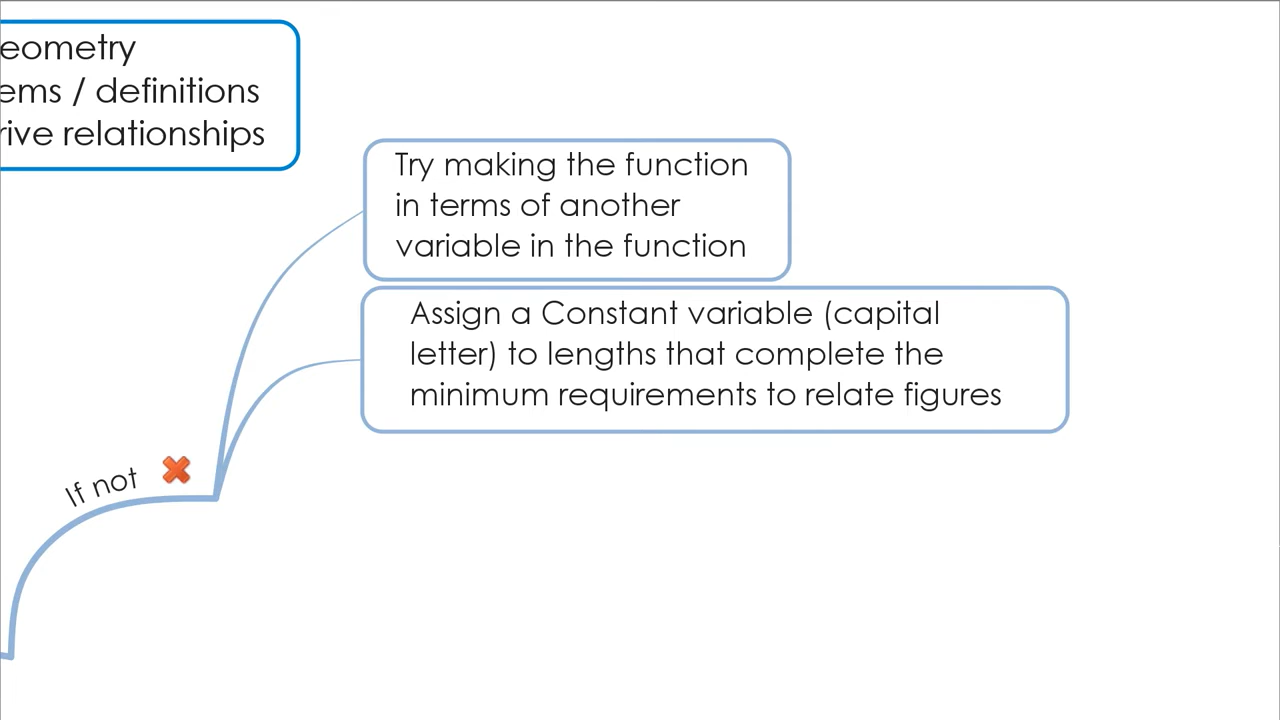 eometry
ems / definitions
rive relationships
Try making the function
in terms of another
variable in the function
Assign a Constant variable (capital
letter) to lengths that complete the
minimum requirements to relate figures
If not